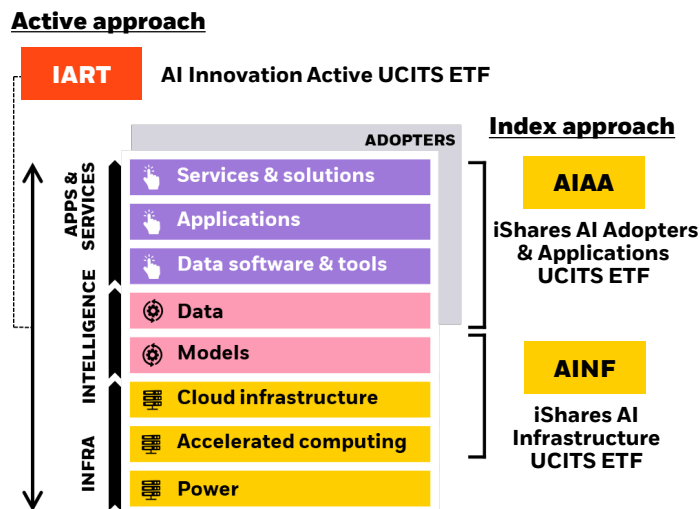 Active approach
IART
AI Innovation Active UCITS ETF
ADOPTERS
Index approach
APPS &
SERVICES
Services & solutions
Applications
Data software & tools
AIAA
iShares AI Adopters
& Applications
UCITS ETF
INTELLIGENCE
Data
Models
AINF
iShares AI
Infrastructure
UCITS ETF
INFRA
Cloud infrastructure
Accelerated computing
Power